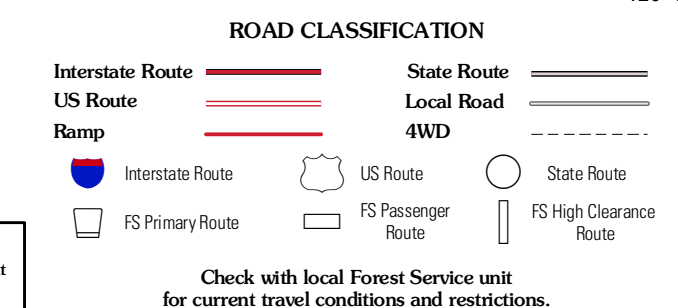 ROAD CLASSIFICATION
Interstate Route
State Route
US Route
Local Road
Ramp
4WD
Interstate Route
US Route
State Route
FS Primary Route
FS Passenger
Route
FS High Clearance
Route
Check with local Forest Service unit
for current travel conditions and restrictions.